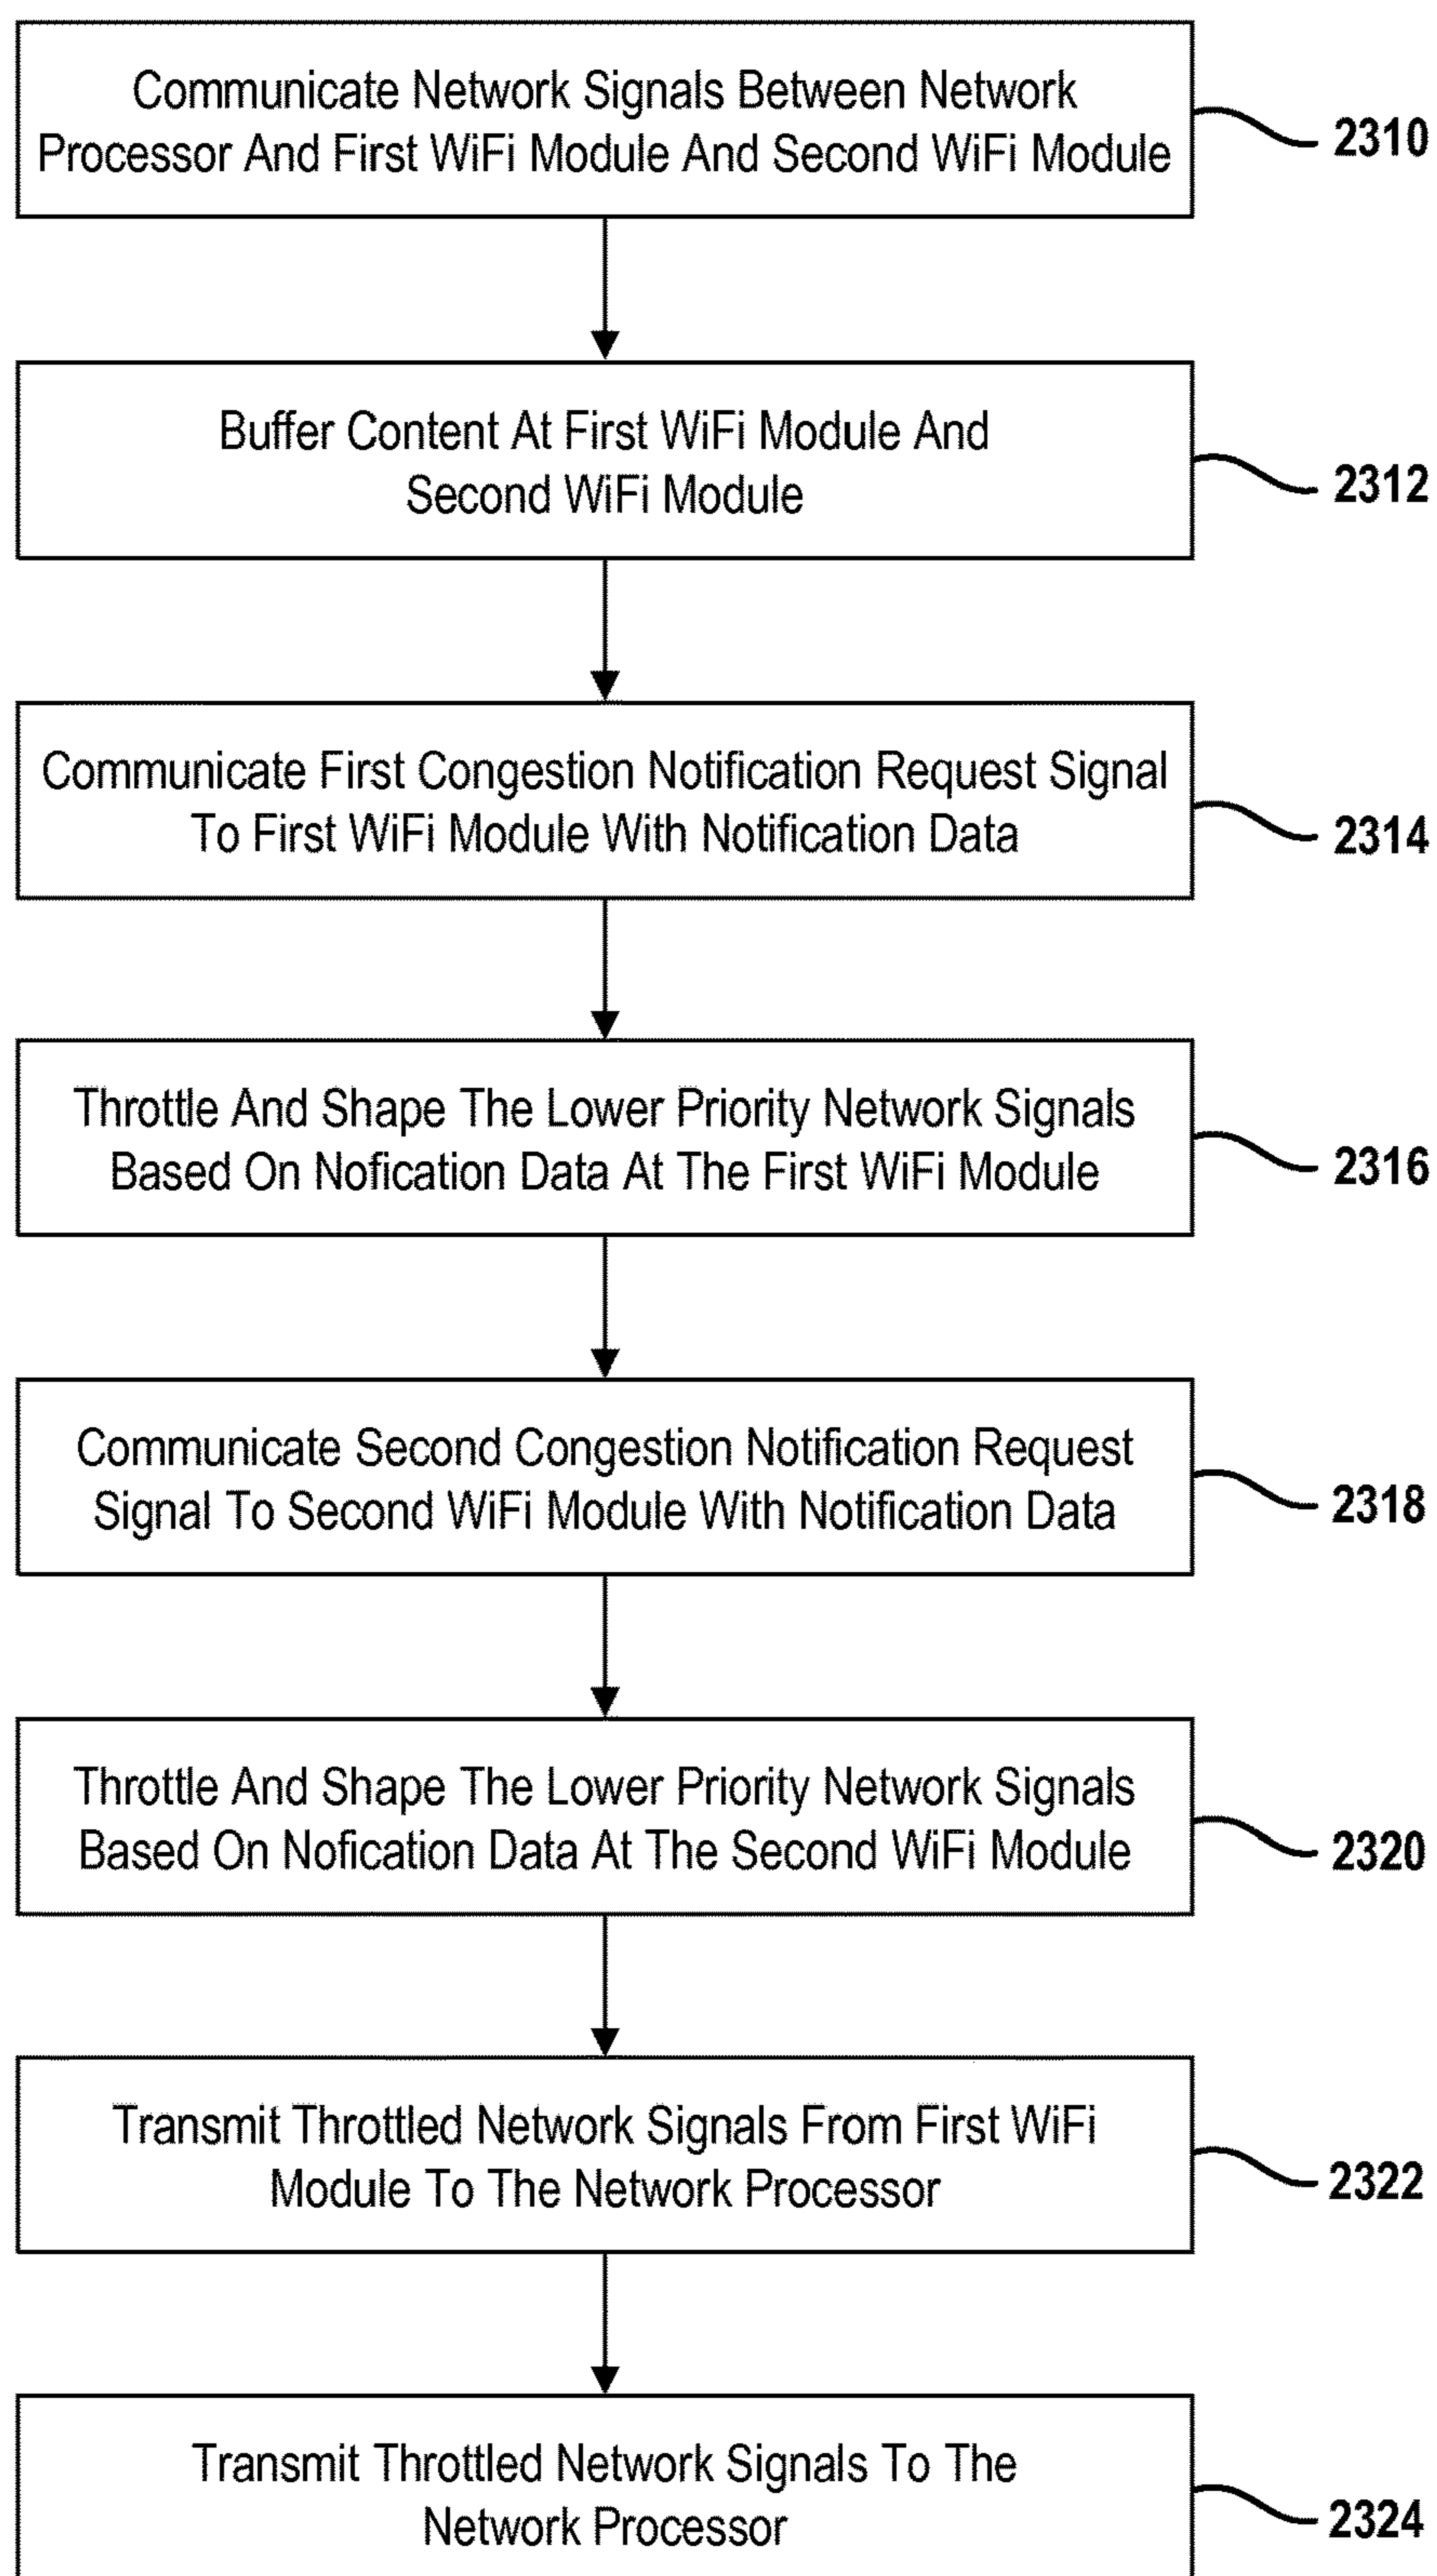 Communicate Network Signals Between Network
Processor And First WiFi Module And Second WiFi Module
2310
Buffer Content At First WiFi Module And
Second WiFi Module
2312
Communicate First Congestion Notification Request Signal
To First WiFi Module With Notification Data
2314
Throttle And Shape The Lower Priority Network Signals
Based On Nofication Data At The First WiFi Module
2316
Communicate Second Congestion Notification Request
Signal To Second WiFi Module With Notification Data
2318
Throttle And Shape The Lower Priority Network Signals
Based On Nofication Data At The Second WiFi Module
2320
Transmit Throttled Network Signals From First WiFi
Module To The Network Processor
2322
Transmit Throttled Network Signals To The
Network Processor
2324